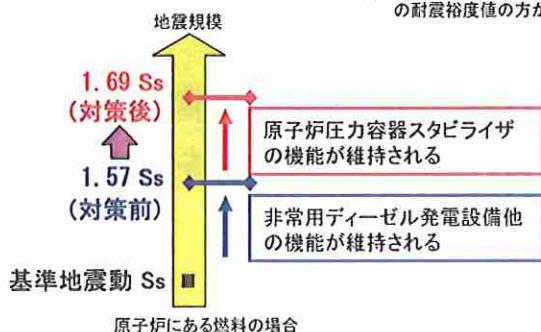 の耐震裕度値の方が
地震規模
1.69 Ss
(対策後)
原子炉圧力容器スタビライザ
の機能が維持される
1.57 Ss
(対策前)
非常用ディーゼル発電設備他
の機能が維持される
基準地震動 Ss
原子炉にある燃料の場合